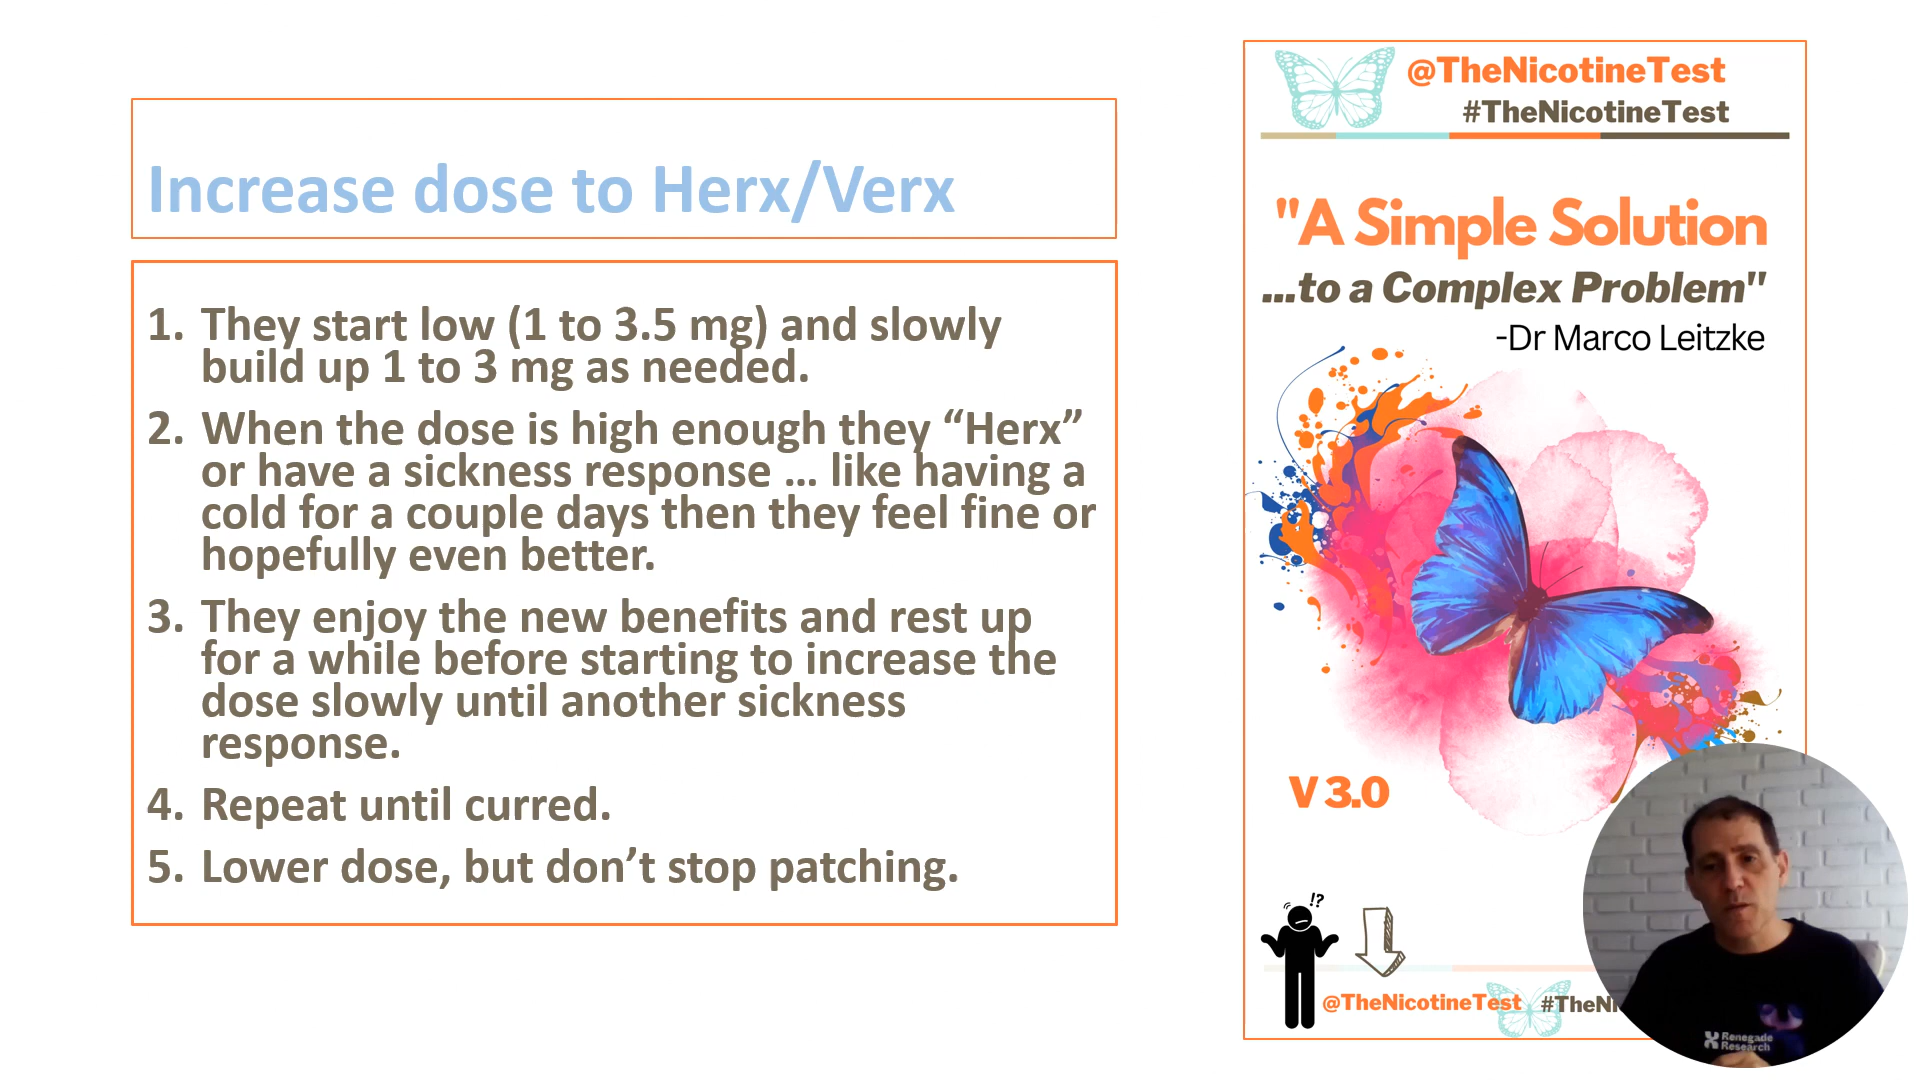 Increase dose to Herx/Verx
1. They start low (1 to 3.5 mg) and slowly
build up 1 to 3 mg as needed.
2. When the dose is high enough they “Herx”
or have a sickness response … like having a
cold for a couple days then they feel fine or
hopefully even better.
3. They enjoy the new benefits and rest up
for a while before starting to increase the
dose slowly until another sickness
response.
4. Repeat until curred.
5. Lower dose, but don’t stop patching.
@TheNicotineTest
#TheNicotineTest
"A Simple Solution
...to a Complex Problem"
-Dr Marco Leitzke
V 3.0
!?
@TheNicotineTest #TheNi
Renegade
Research